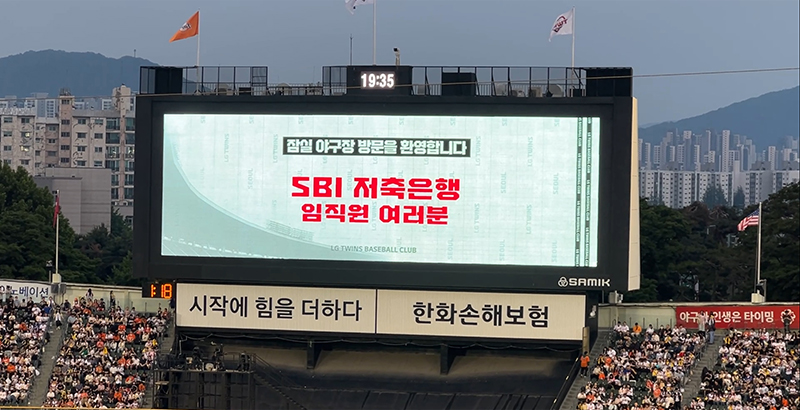 19:35
잠실 야구장 방문을 환영합니다
SBI 저축은행
임직원 여러분
LG TWINS BASEBALL CLUB
SAMIK
1:18
시작에 힘을 더하다
한화손해보험
야구 인생은 타이밍